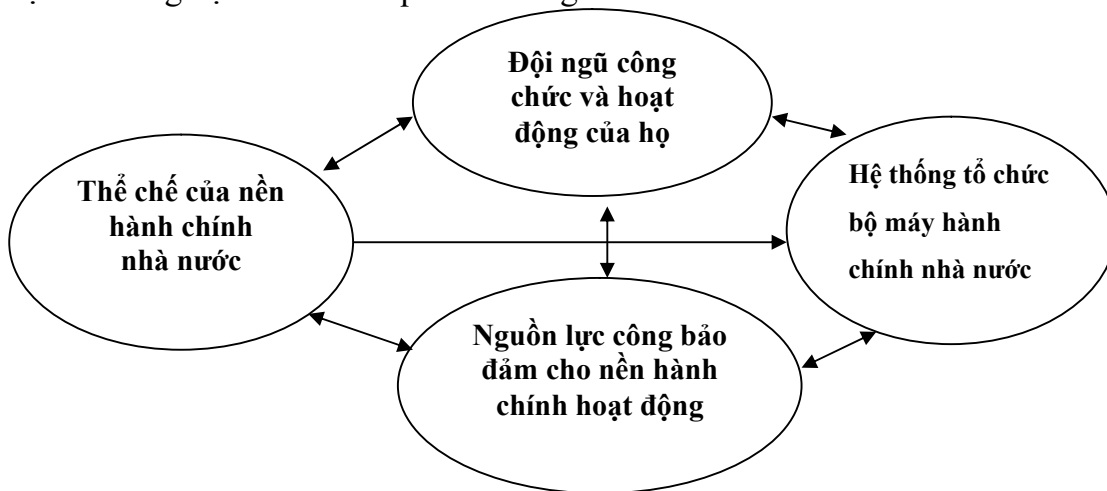 Đội ngũ công
chức và hoạt
động của họ
Thể chế của nền
hành chính
nhà nước
Hệ thống tổ chức
bộ máy hành
chính nhà nước
Nguồn lực công bảo
đảm cho nền hành
chính hoạt động